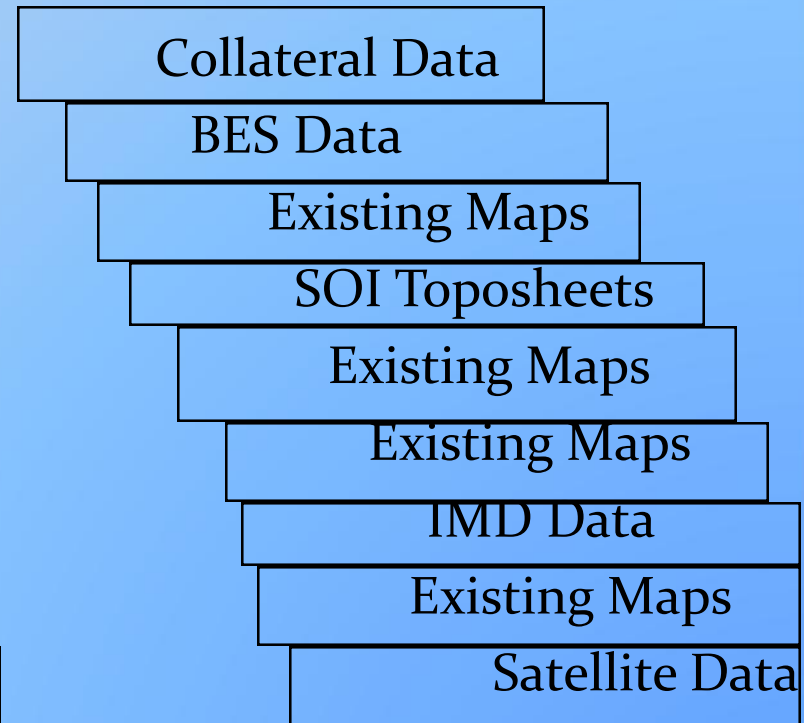 Collateral Data
BES Data
Existing Maps
SOI Toposheets
Existing Maps
Existing Maps
IMD Data
Existing Maps
Satellite Data